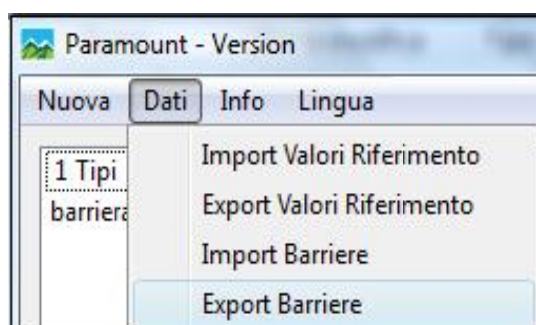 Paramount - Version
Nuova Dati Info Lingua
1 Tipi
barriera
Import Valori Riferimento
Export Valori Riferimento
Import Barriere
Export Barriere